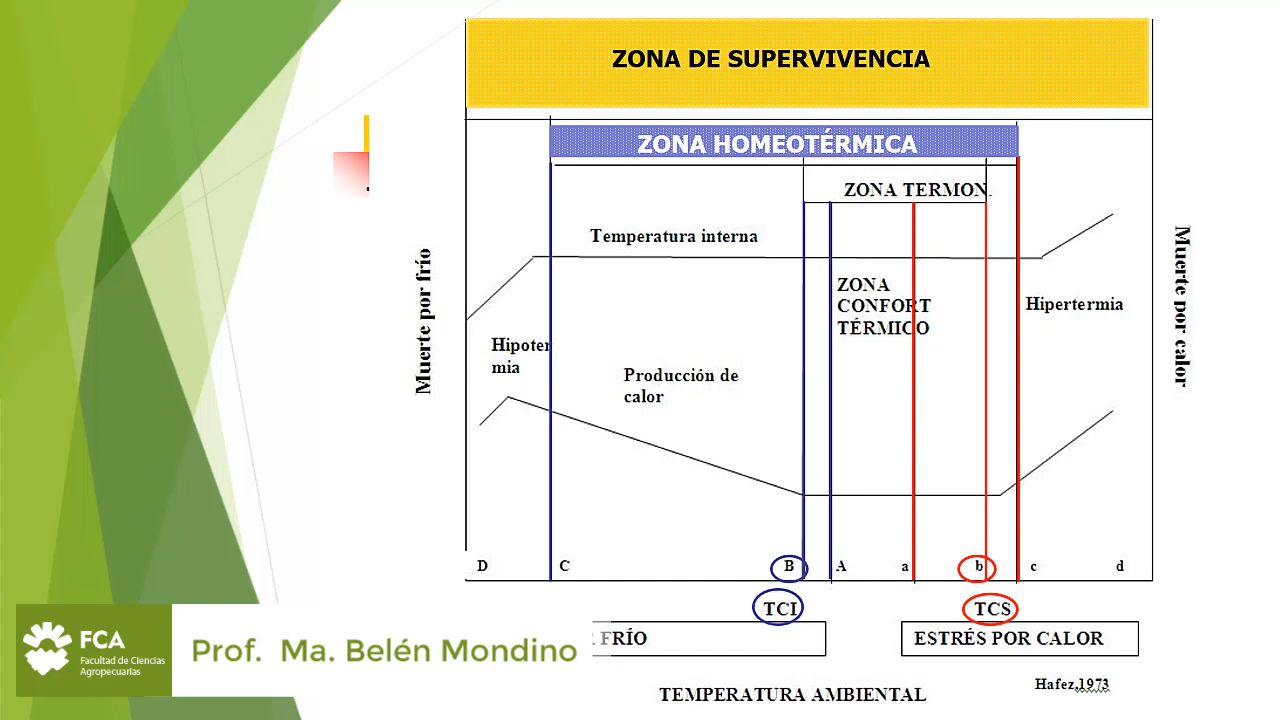 ZONA DE SUPERVIVENCIA
ZONA HOMEOTÉRMICA
ZONA TERMON.
Temperatura interna
Muerte por frío
Muerte por calor
ZONA
CONFORT
TÉRMICO
Hipertermia
Hipoter
mia
Producción de
calor
D C B A a b c d
TCI TCS
FRÍO
ESTRÉS POR CALOR
FCA
Facultad de Ciencias
Agropecuarias
Prof. Ma. Belén Mondino
Hafez,1973
TEMPERATURA AMBIENTAL